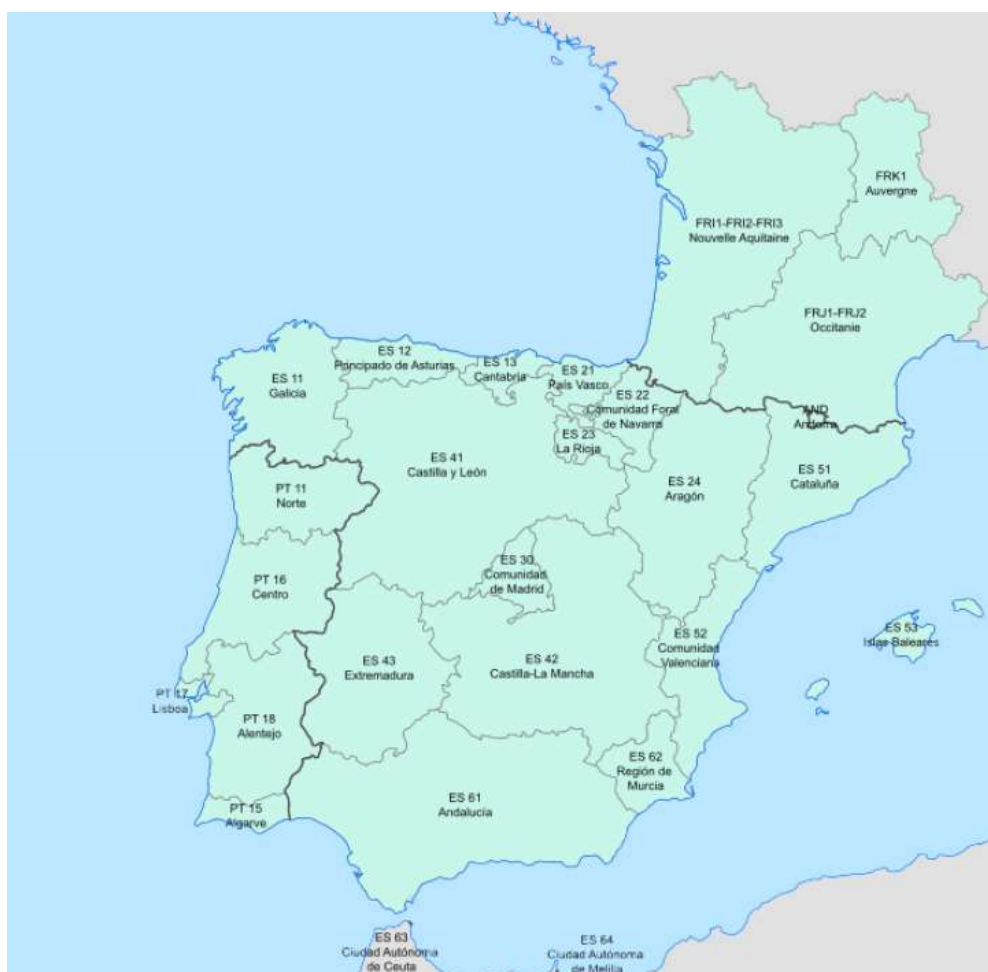 FRK1
Auvergne
FRI1-FRI2-FRI3
Nouvelle Aquitaine
FRJ1-FRJ2
Occitanie
ES 12
Principado de Asturias
ES 13
Cantabria
ES 21
País Vasco
ES 11
Galicia
ES 22
Comunidad Foral
de Navarra
AND
Andorra
ES 23
La Rioja
ES 41
Castilla y León
ES 51
Cataluña
ES 24
Aragón
PT 11
Norte
ES 30
Comunidad
de Madrid
PT 16
Centro
ES 53
Islas Baleares
ES 52
Comunidad
Valenciana
ES 43
Extremadura
ES 42
Castilla-La Mancha
PT 17
Lisboa
PT 18
Alentejo
ES 62
Región de
Murcia
ES 61
Andalucía
PT 15
Algarve
ES 63
Ciudad Autónoma
de Ceuta
ES 64
Ciudad Autónoma
de Melilla